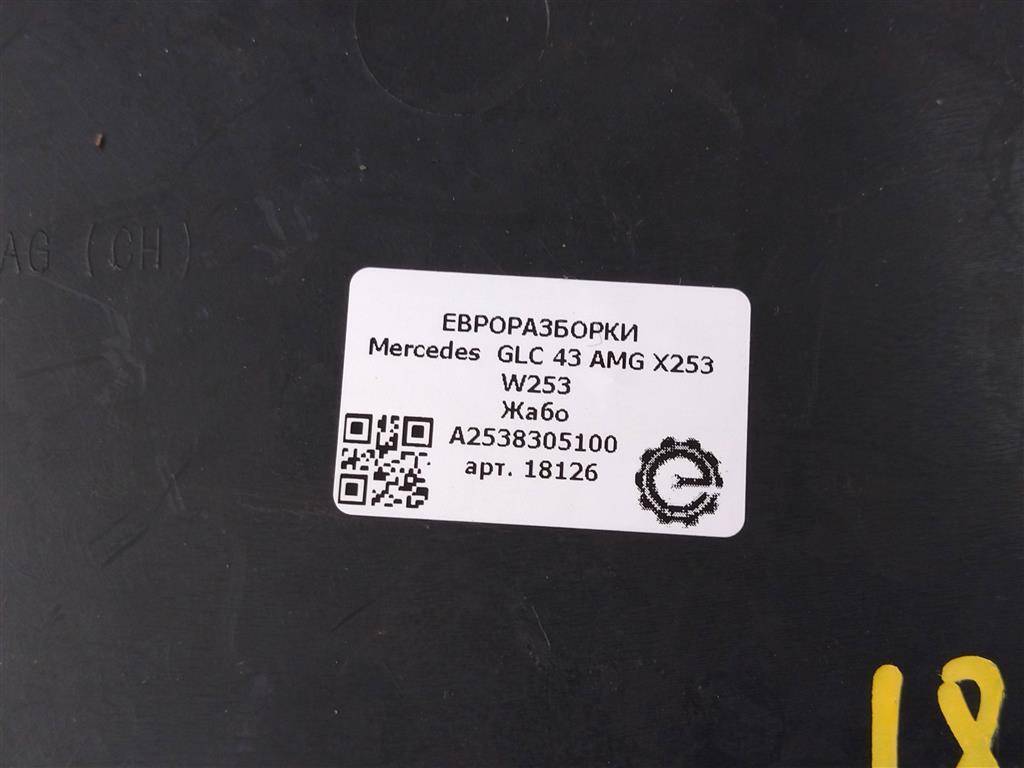 AG (CH)
ЕВРОРАЗБОРКИ
Mercedes GLC 43 AMG X253
W253
Жабо
A2538305100
арт. 18126
18